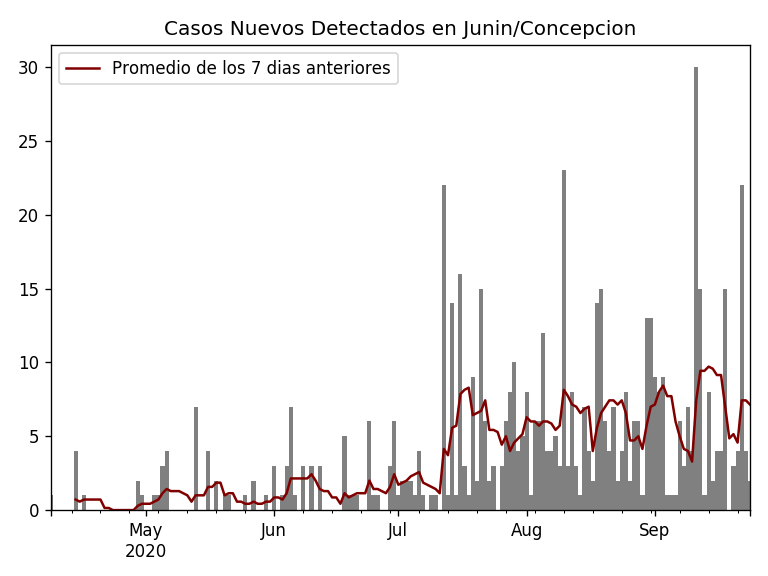 Casos Nuevos Detectados en Junin/Concepcion
Promedio de los 7 dias anteriores
30
25
20
15
10
5
0
May Jun Jul Aug Sep
2020